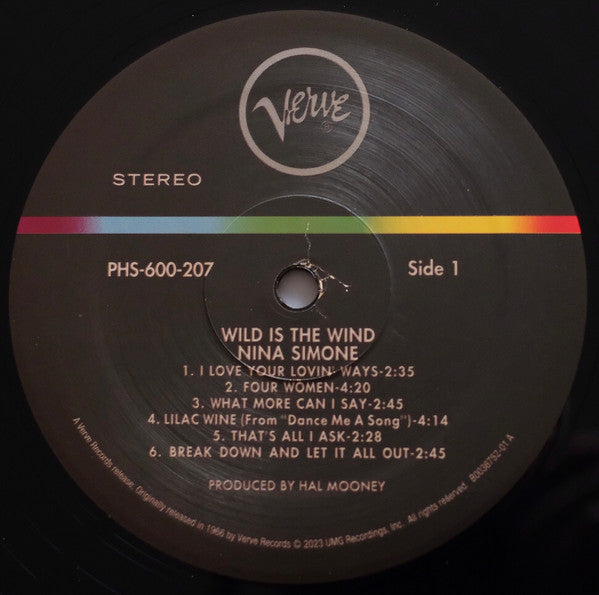 Verve
STEREO
PHS-600-207
Side 1
WILD IS THE WIND
NINA SIMONE
1. I LOVE YOUR LOVIN' WAYS-2:35
2. FOUR WOMEN-4:20
3. WHAT MORE CAN I SAY-2:45
4. LILAC WINE (From "Dance Me A Song")-4:14
5. THAT'S ALL I ASK-2:28
6. BREAK DOWN AND LET IT ALL OUT-2:45
PRODUCED BY HAL MOONEY
A Verve Records release. Originally released in 1966 by Verve Records © 2023 UMG Recordings, Inc. All rights reserved. B0038752-01 A